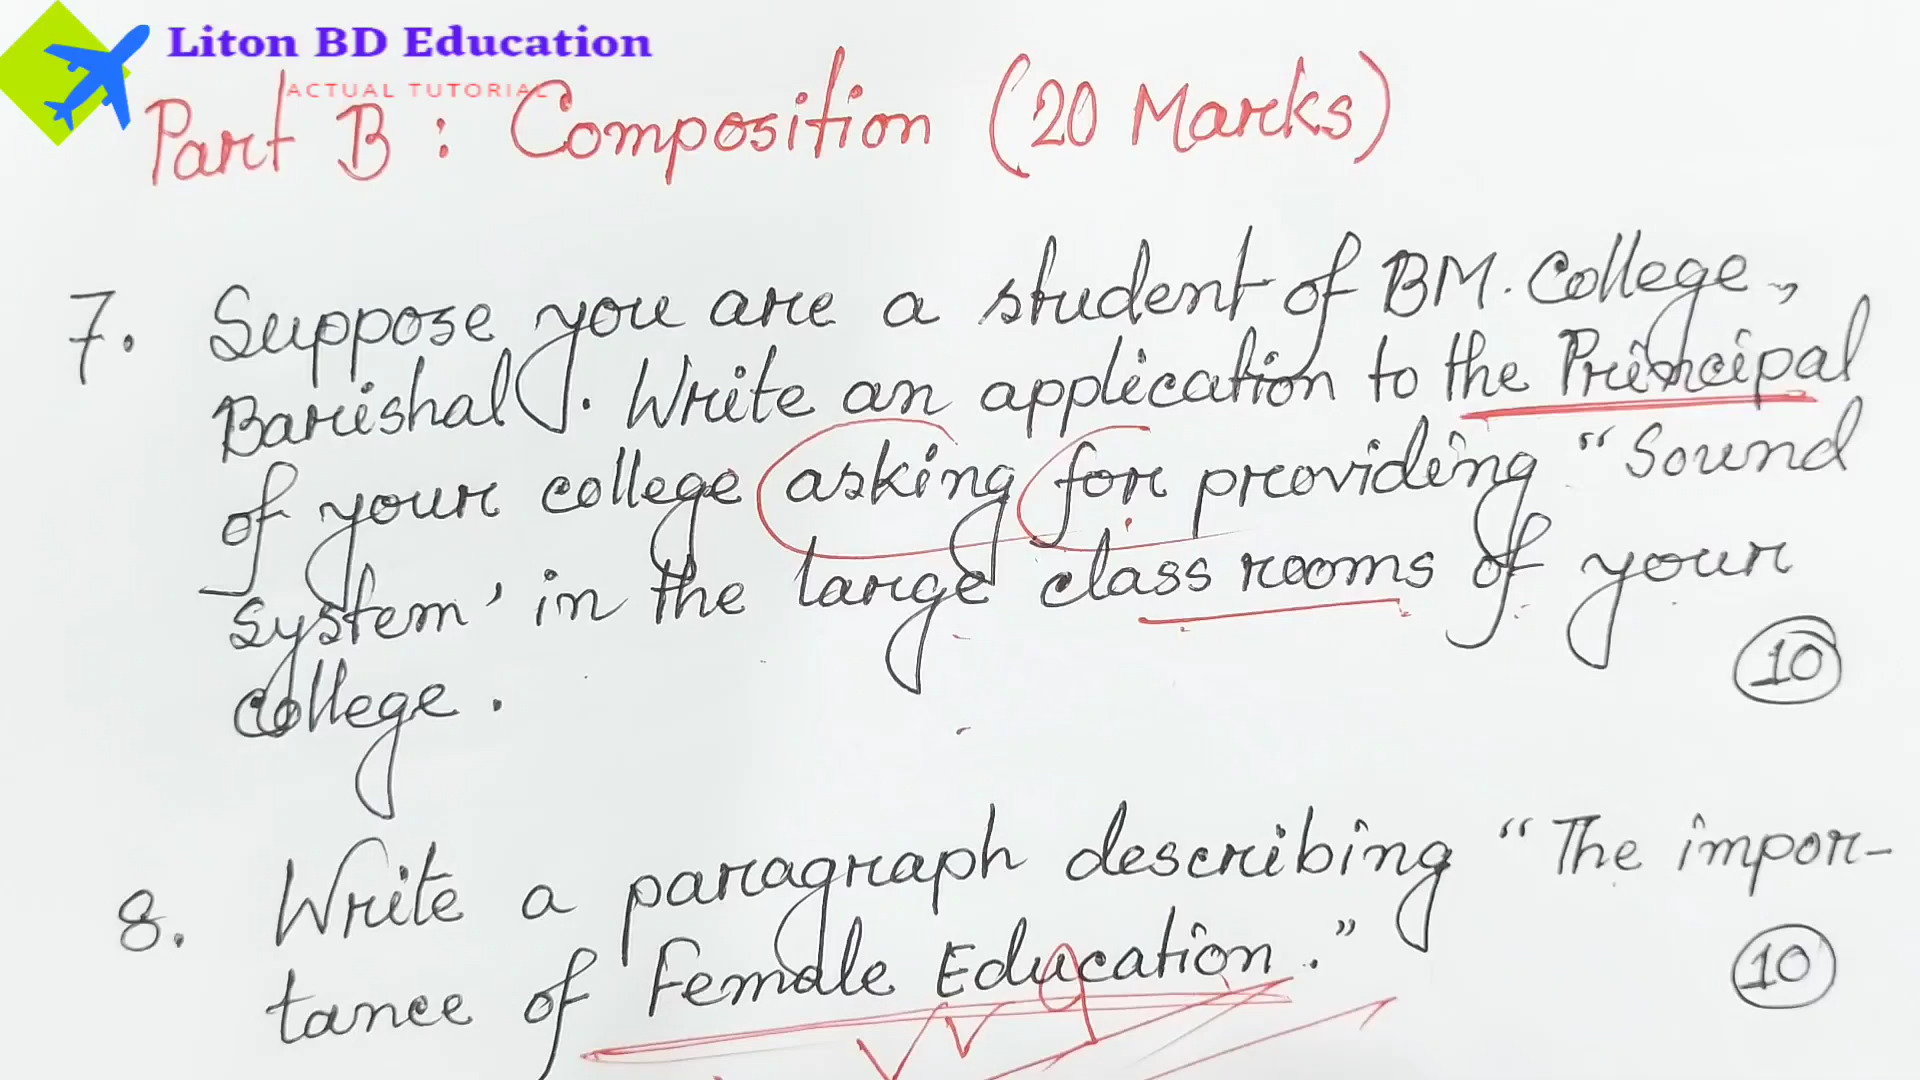 Liton BD Education
ACTUAL TUTORIAL
Part B : Composition (20 Marks)
7. Suppose you are a student of BM. College,
Barishal. Write an application to the Principal
of your college asking for providing "Sound
System' in the large class rooms of your
college.
10
8. Write a paragraph describing "The impor-
tance of Female Education."
10